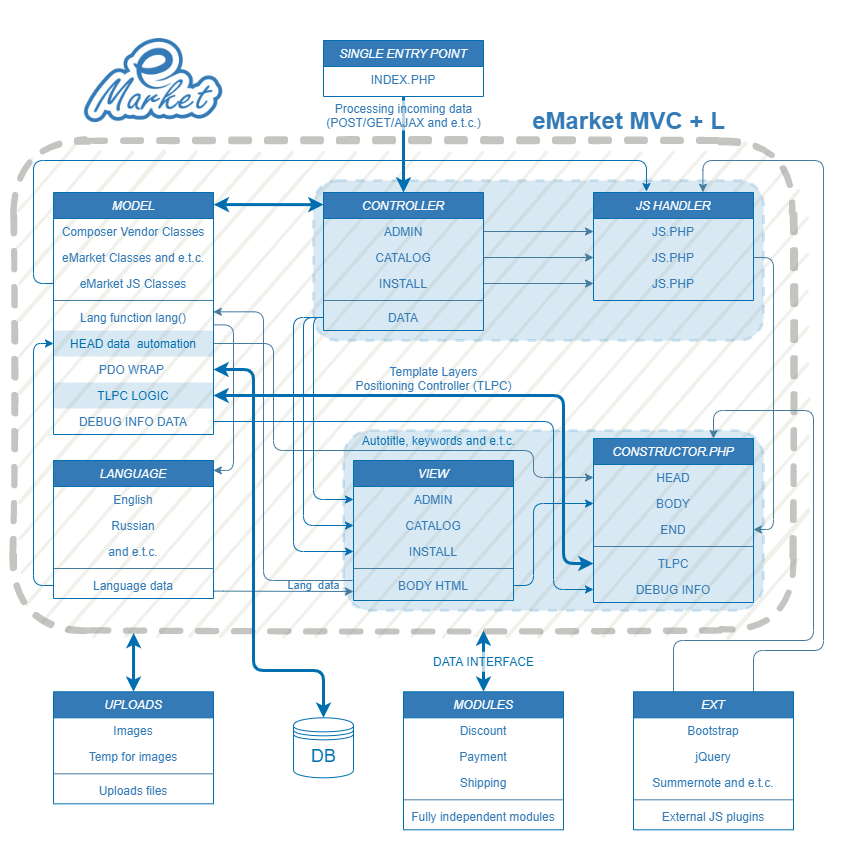 e
Market
SINGLE ENTRY POINT
INDEX.PHP
Processing incoming data
(POST/GET/AJAX and e.t.c.)
eMarket MVC + L
MODEL
Composer Vendor Classes
eMarket Classes and e.t.c.
eMarket JS Classes
Lang function lang()
HEAD data  automation
PDO WRAP
TLPC LOGIC
DEBUG INFO DATA
CONTROLLER
ADMIN
CATALOG
INSTALL
DATA
JS HANDLER
JS.PHP
JS.PHP
JS.PHP
Template Layers
Positioning Controller (TLPC)
Autotitle, keywords and e.t.c.
LANGUAGE
English
Russian
and e.t.c.
Language data
Lang  data
VIEW
ADMIN
CATALOG
INSTALL
BODY HTML
CONSTRUCTOR.PHP
HEAD
BODY
END
TLPC
DEBUG INFO
DATA INTERFACE
UPLOADS
Images
Temp for images
Uploads files
DB
MODULES
Discount
Payment
Shipping
Fully independent modules
EXT
Bootstrap
jQuery
Summernote and e.t.c.
External JS plugins